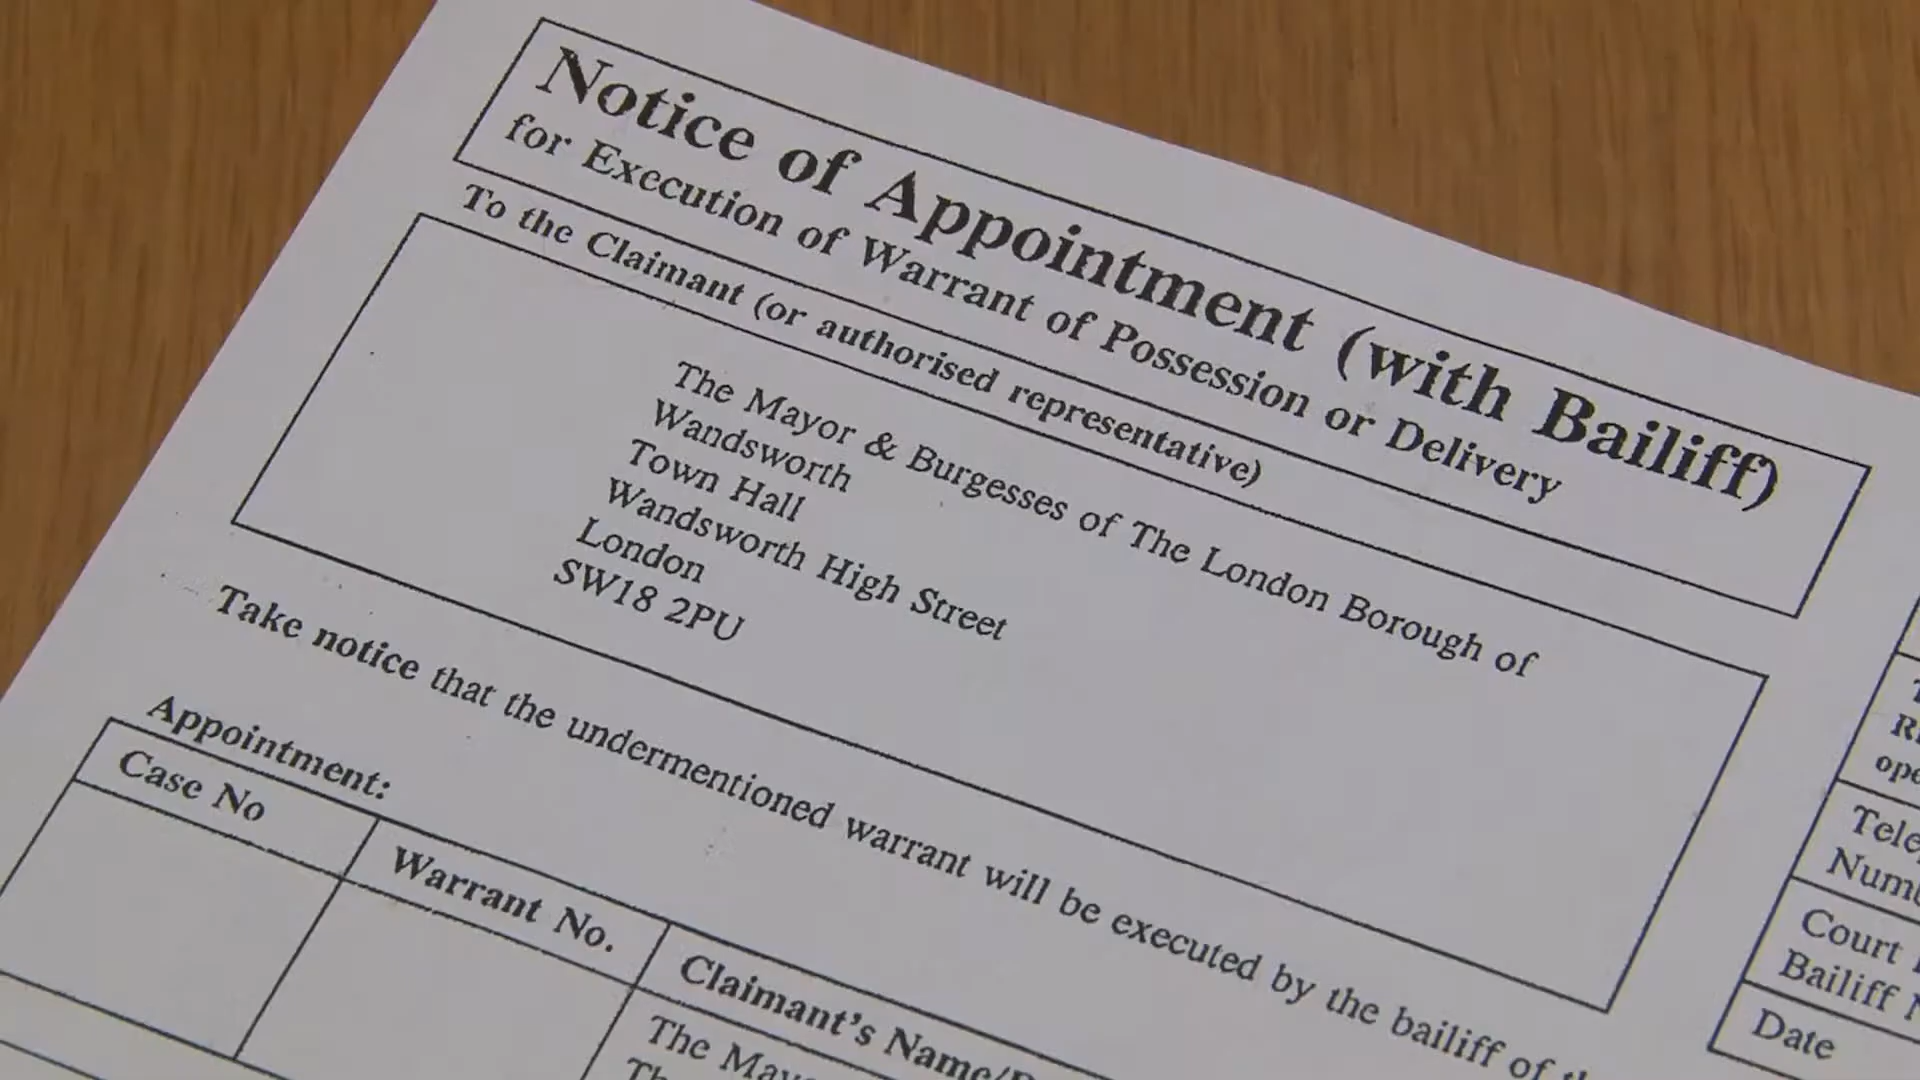 Notice of Appointment (with Bailiff)
for Execution of Warrant of Possession or Delivery
To the Claimant (or authorised representative)
The Mayor & Burgesses of The London Borough of
Wandsworth
Town Hall
Wandsworth High Street
London
SW18 2PU
Take notice that the undermentioned warrant will be executed by the bailiff of
Appointment:
Case No
Warrant No.
Claimant's Name/
The
ope
Tele
Num
Court
Bailiff
Date